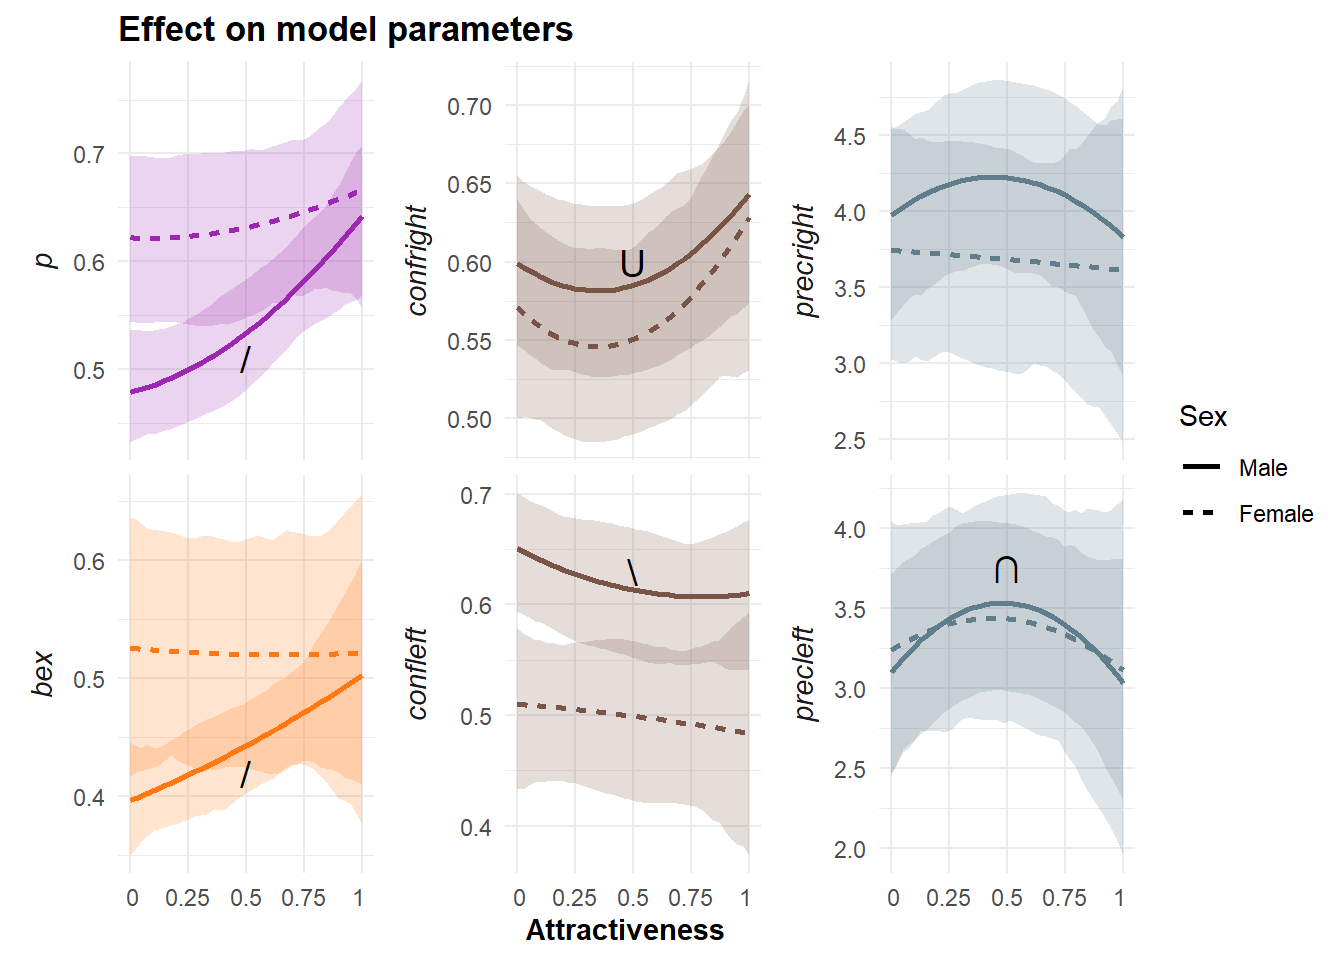 Effect on model parameters
p
0.7
0.6
0.5
/
confright
0.70
0.65
0.60
0.55
0.50
∪
precright
4.5
4.0
3.5
3.0
2.5
bex
0.6
0.5
0.4
/
0 0.25 0.5 0.75 1
confleft
0.7
0.6
0.5
0.4
\
0 0.25 0.5 0.75 1
precleft
4.0
3.5
3.0
2.5
2.0
∩
0 0.25 0.5 0.75 1
Attractiveness
Sex
Male
Female